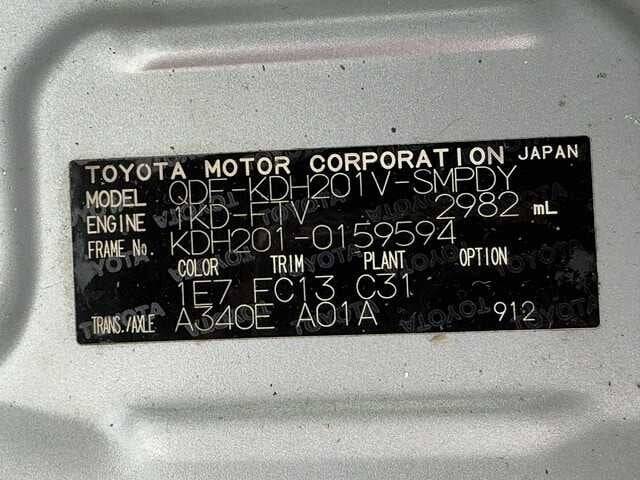 TOYOTA MOTOR CORPORATION JAPAN
MODEL QDF-KDH201V-SMPDY
ENGINE 1KD-FTV 2982 mL
FRAME No. KDH201-0159594
COLOR TRIM PLANT OPTION
1E7 FC13 C31
TRANS./AXLE A340E A01A 912